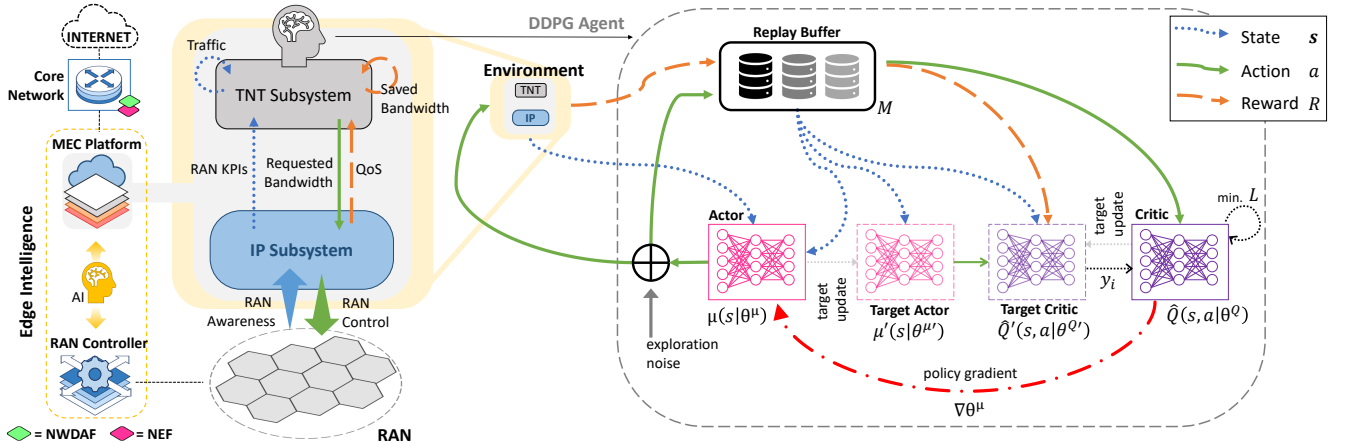 INTERNET
Core
Network
MEC Platform
Edge Intelligence
AI
RAN Controller
= NWDAF
= NEF
Traffic
TNT Subsystem
Saved
Bandwidth
RAN KPIs
Requested
Bandwidth
QoS
IP Subsystem
RAN
Awareness
RAN
Control
RAN
DDPG Agent
Environment
TNT
IP
Replay Buffer
M
State s
Action a
Reward R
Actor
μ(s|θ^μ)
target
update
Target Actor
μ′(s|θ^μ′)
Target Critic
Q̂′(s, a|θ^Q′)
y_i
target
update
Critic
min. L
Q̂(s, a|θ^Q)
exploration
noise
policy gradient
∇θ^μ